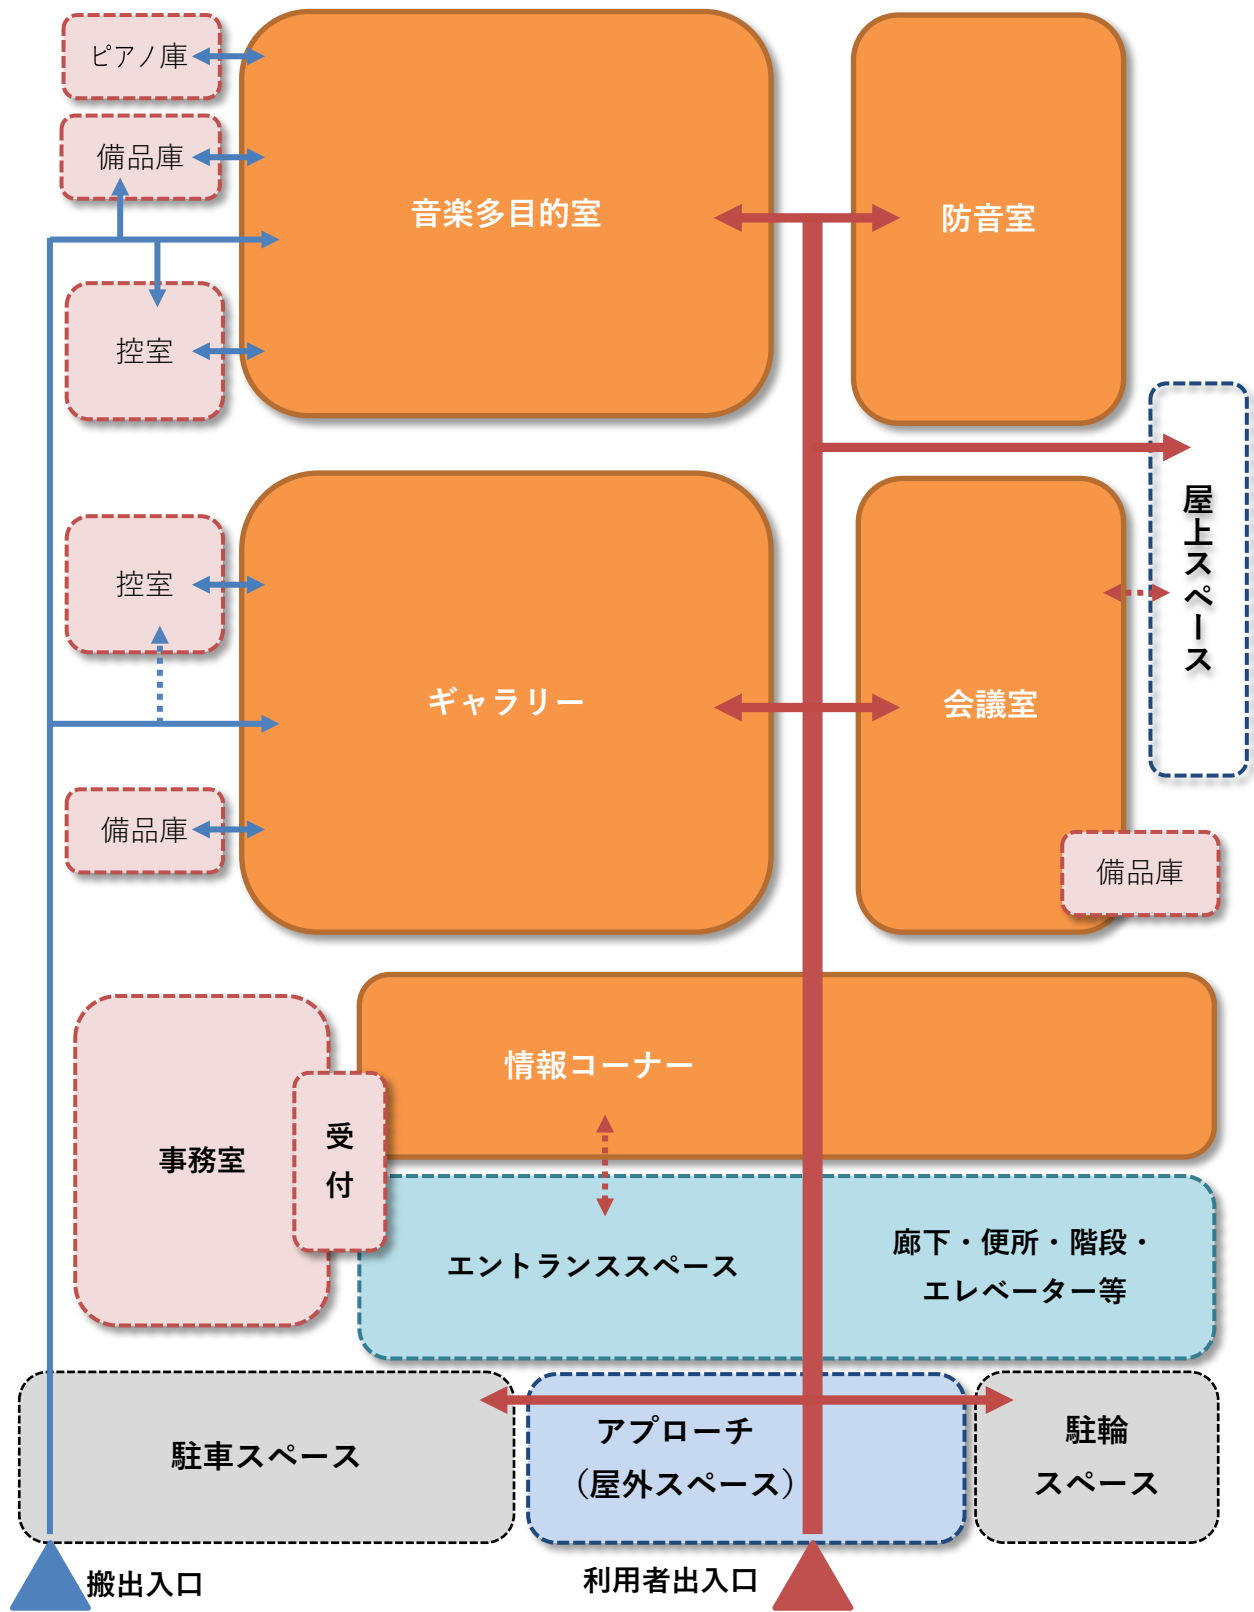 ピアノ庫
備品庫
音楽多目的室
防音室
控室
屋上スペース
控室
ギャラリー
会議室
備品庫
備品庫
情報コーナー
受
付
事務室
エントランススペース
廊下・便所・階段・
エレベーター等
駐車スペース
アプローチ
（屋外スペース）
駐輪
スペース
搬出入口
利用者出入口